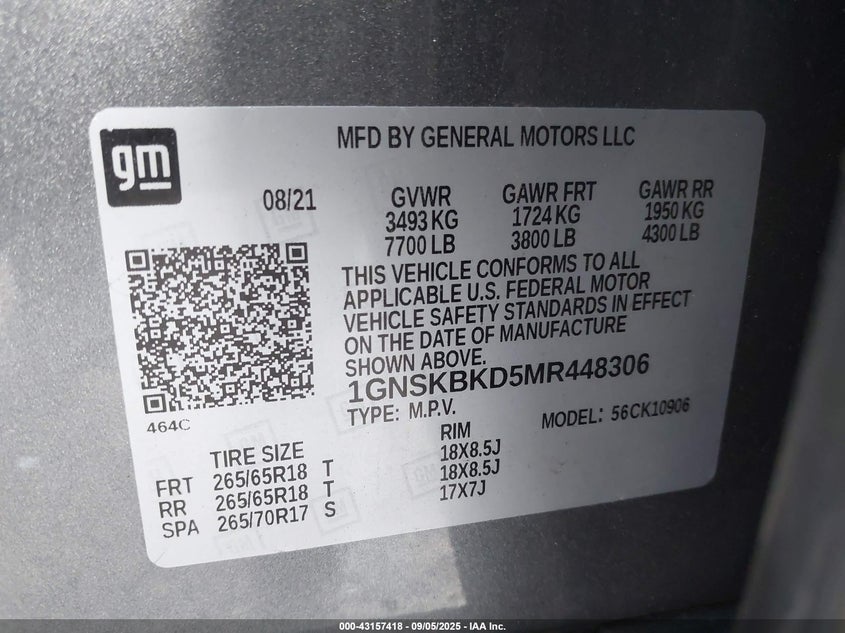 gm
MFD BY GENERAL MOTORS LLC
08/21
GVWR GAWR FRT GAWR RR
3493 KG 1724 KG 1950 KG
7700 LB 3800 LB 4300 LB
THIS VEHICLE CONFORMS TO ALL
APPLICABLE U.S. FEDERAL MOTOR
VEHICLE SAFETY STANDARDS IN EFFECT
ON THE DATE OF MANUFACTURE
SHOWN ABOVE.
1GNSKBKD5MR448306
464C
TYPE: M.P.V. MODEL: 56CK10906
TIRE SIZE RIM
FRT 265/65R18 T 18X8.5J
RR 265/65R18 T 18X8.5J
SPA 265/70R17 S 17X7J
000-43157418 - 09/05/2025 - IAA Inc.